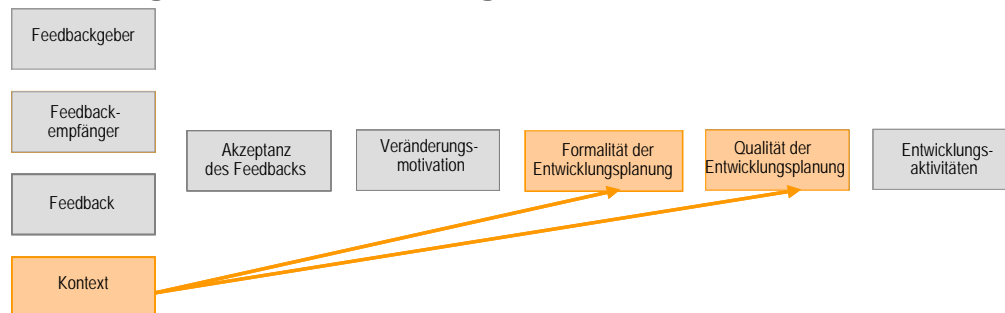 Feedbackgeber
Feedback-
empfänger
Feedback
Kontext
Akzeptanz
des Feedbacks
Veränderungs-
motivation
Formalität der
Entwicklungsplanung
Qualität der
Entwicklungsplanung
Entwicklungs-
aktivitäten